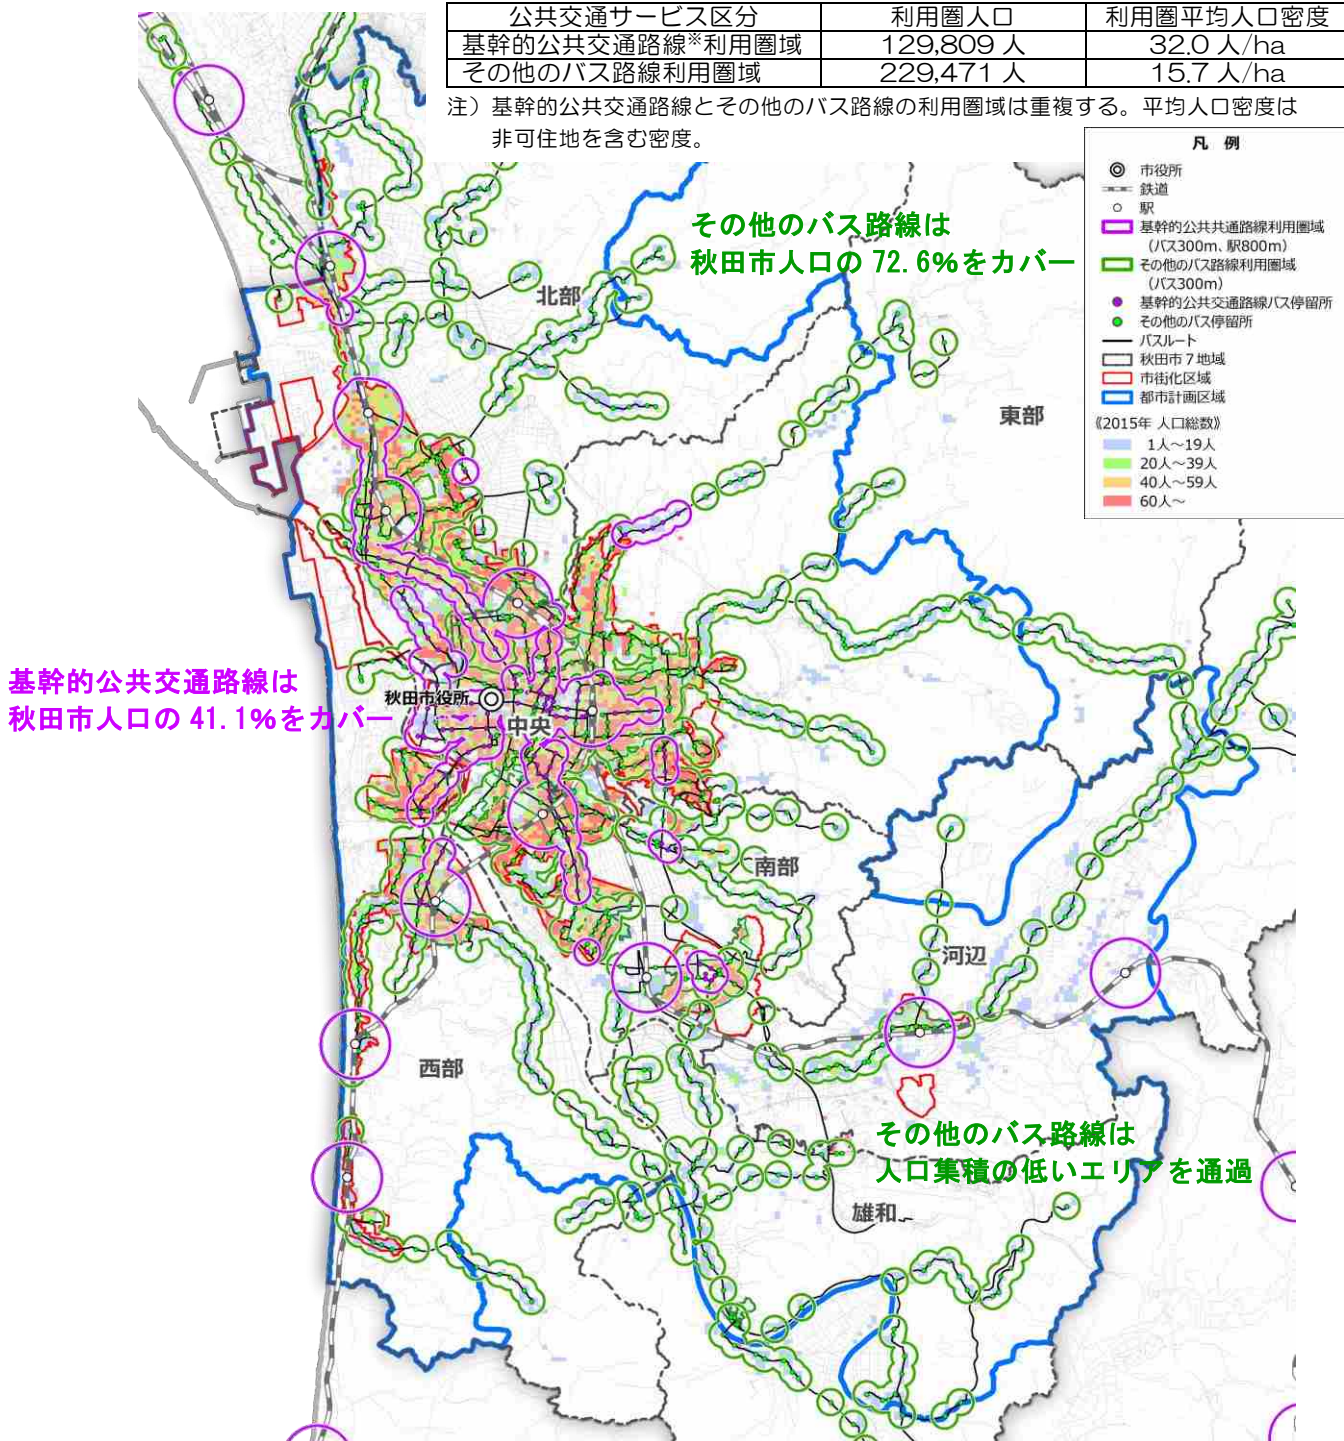 公共交通サービス区分 利用圏人口 利用圏平均人口密度
基幹的公共交通路線※利用圏域 129,809 人 32.0 人/ha
その他のバス路線利用圏域 229,471 人 15.7 人/ha
注）基幹的公共交通路線とその他のバス路線の利用圏域は重複する。平均人口密度は
非可住地を含む密度。
凡 例
市役所
鉄道
駅
基幹的公共共通路線利用圏域
（バス300m、駅800m）
その他のバス路線利用圏域
（バス300m）
基幹的公共交通路線バス停留所
その他のバス停留所
バスルート
秋田市７地域
市街化区域
都市計画区域
《2015年 人口総数》
1人～19人
20人～39人
40人～59人
60人～
その他のバス路線は
秋田市人口の 72.6%をカバー
北部
東部
基幹的公共交通路線は
秋田市人口の 41.1%をカバー
秋田市役所
中央
南部
河辺
西部
その他のバス路線は
人口集積の低いエリアを通過
雄和